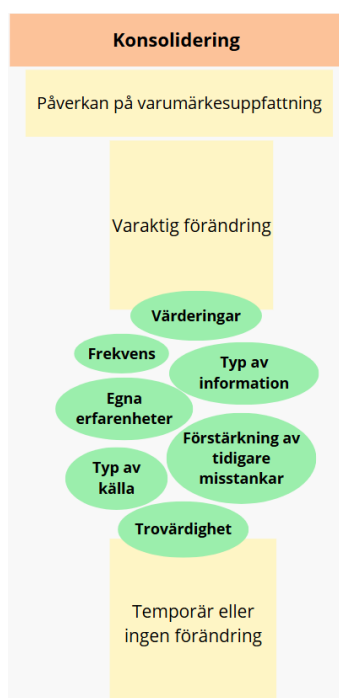 Konsolidering
Påverkan på varumärkesuppfattning
Varaktig förändring
Värderingar
Frekvens
Typ av
information
Egna
erfarenheter
Förstärkning av
tidigare
misstankar
Typ av
källa
Trovärdighet
Temporär eller
ingen förändring